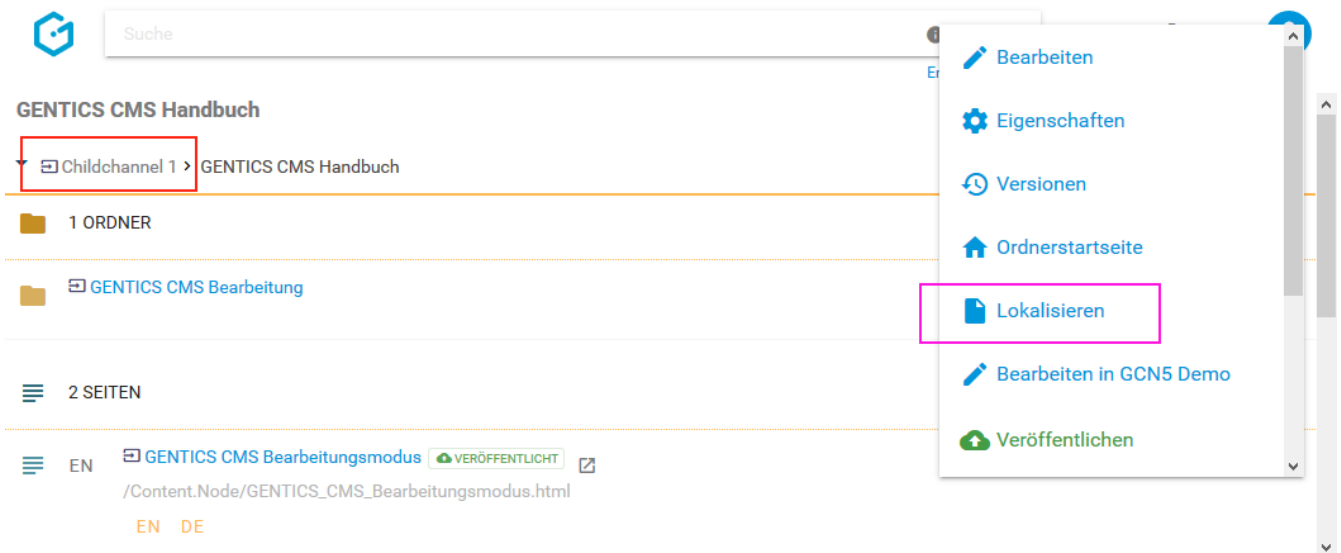 Suche
Er
GENTICS CMS Handbuch
Childchannel 1 › GENTICS CMS Handbuch
1 ORDNER
GENTICS CMS Bearbeitung
2 SEITEN
EN GENTICS CMS Bearbeitungsmodus VERÖFFENTLICHT
/Content.Node/GENTICS_CMS_Bearbeitungsmodus.html
EN DE
Bearbeiten
Eigenschaften
Versionen
Ordnerstartseite
Lokalisieren
Bearbeiten in GCN5 Demo
Veröffentlichen